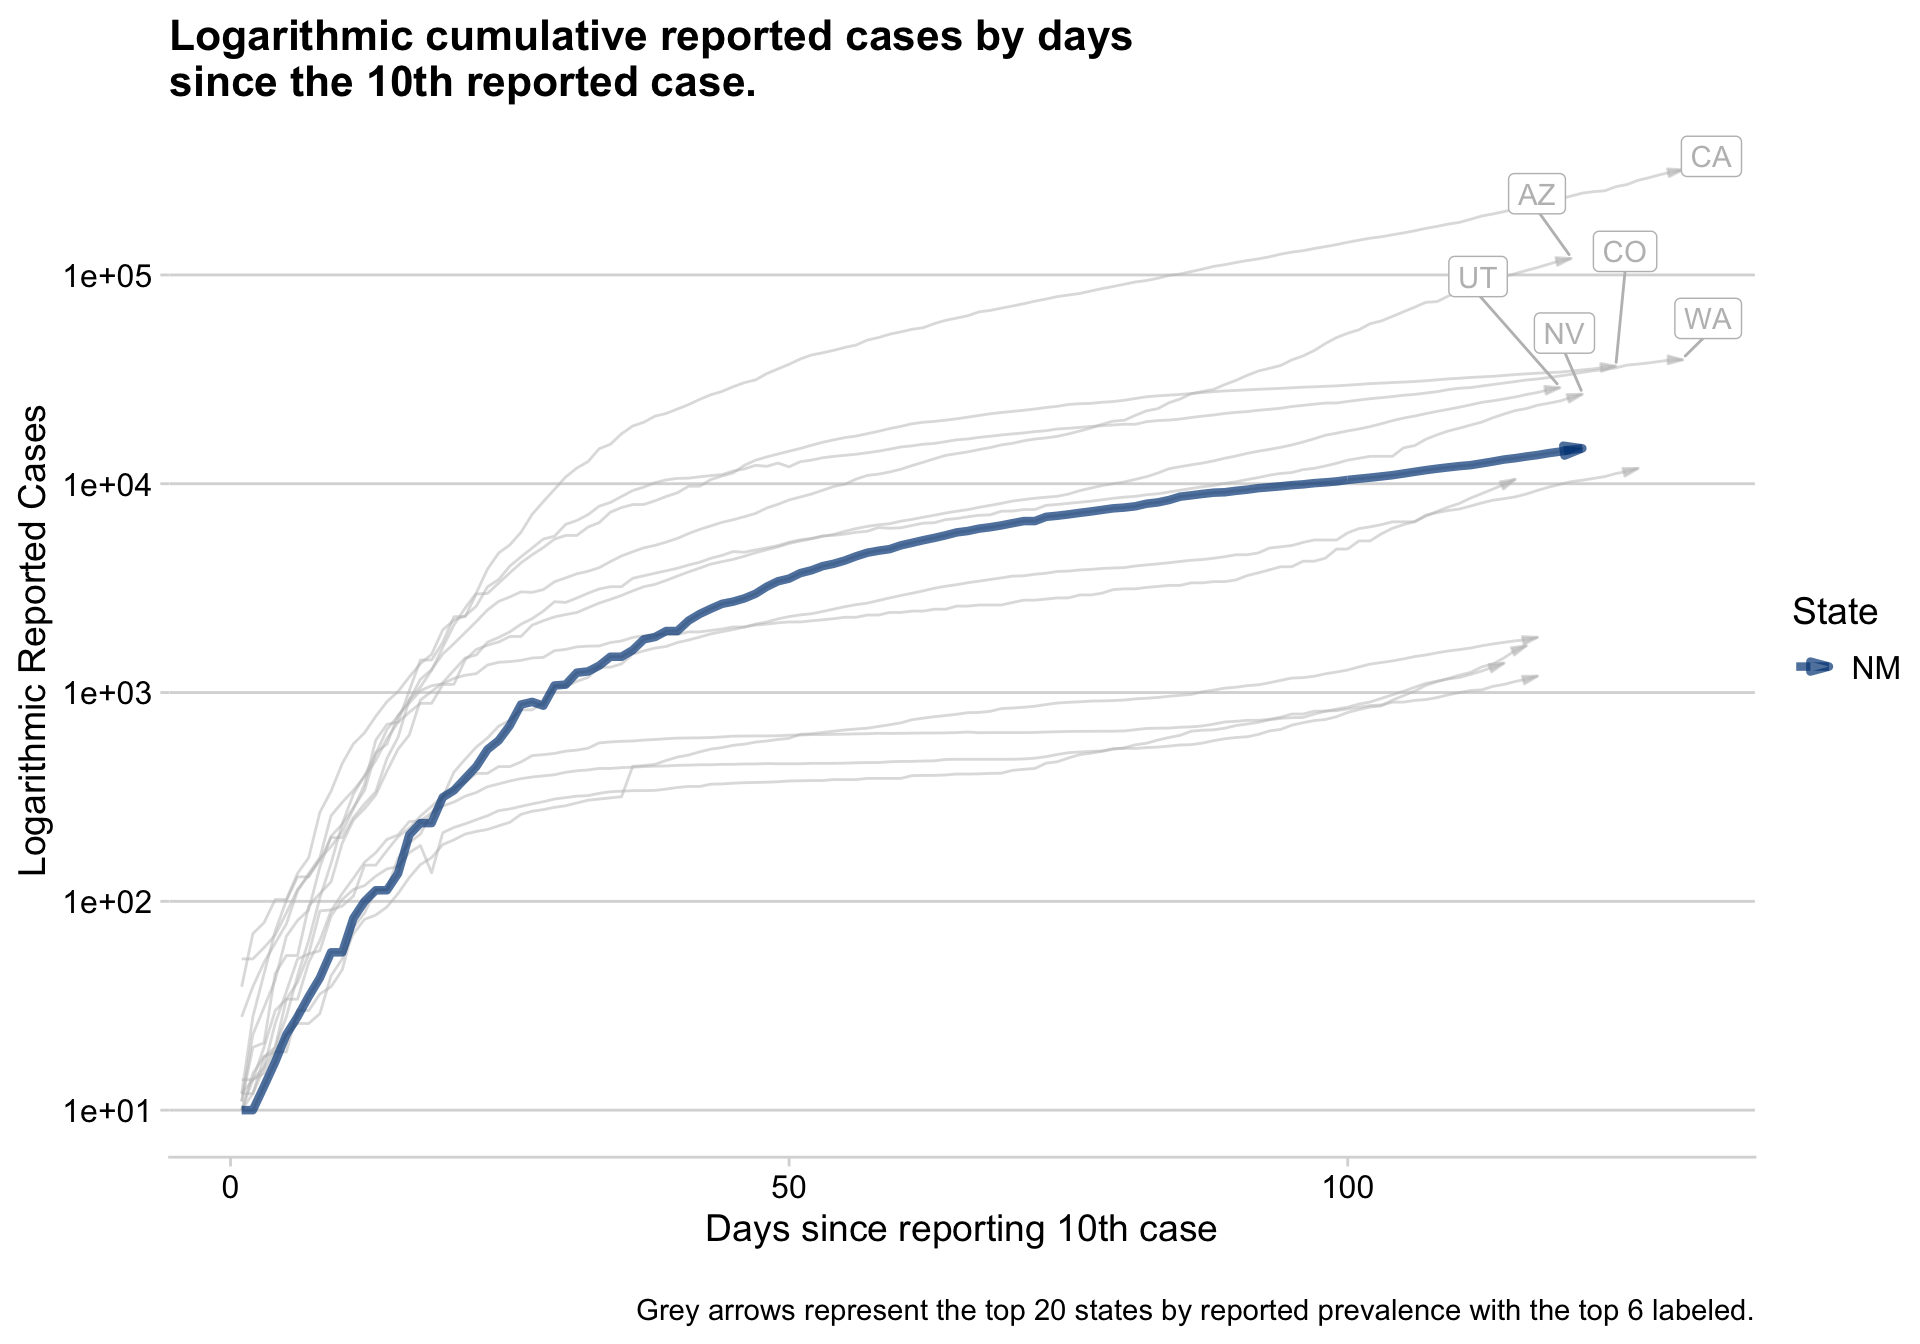 Logarithmic cumulative reported cases by days
since the 10th reported case.
CA
AZ
CO
UT
WA
NV
1e+05
1e+04
1e+03
1e+02
1e+01
Logarithmic Reported Cases
State
NM
0 50 100
Days since reporting 10th case
Grey arrows represent the top 20 states by reported prevalence with the top 6 labeled.